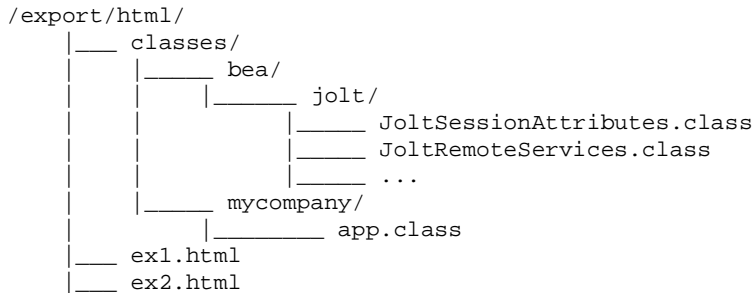 /export/html/
|___ classes/
| |_____ bea/
| | |______ jolt/
| | |_____ JoltSessionAttributes.class
| | |_____ JoltRemoteServices.class
| | |_____ ...
| |_____ mycompany/
| |________ app.class
|___ ex1.html
|___ ex2.html